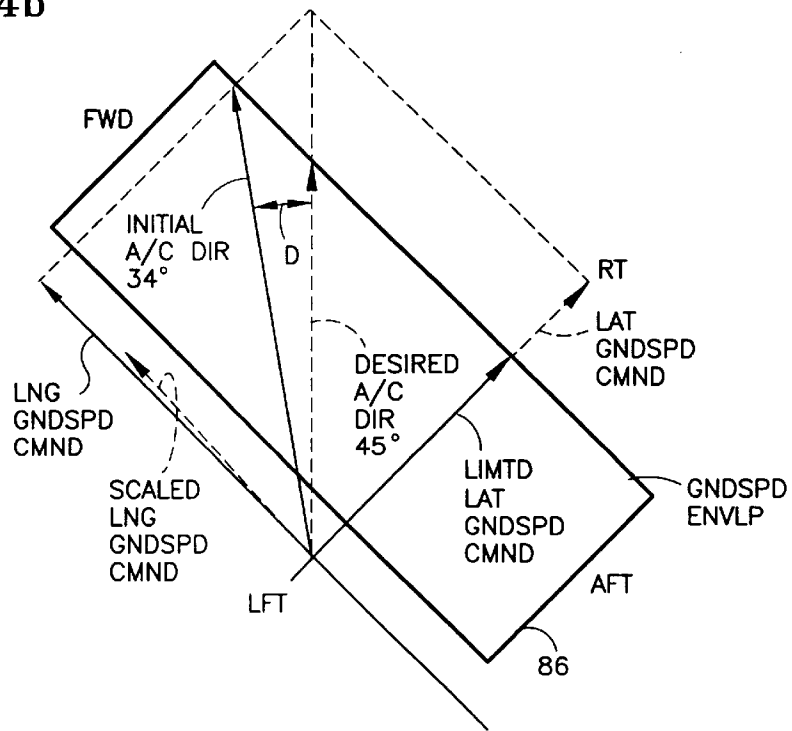 4b
FWD
INITIAL
A/C DIR
34°
D
RT
LAT
GNDSPD
CMND
DESIRED
A/C
DIR
45°
LNG
GNDSPD
CMND
SCALED
LNG
GNDSPD
CMND
LIMTD
LAT
GNDSPD
CMND
GNDSPD
ENVLP
LFT
AFT
86